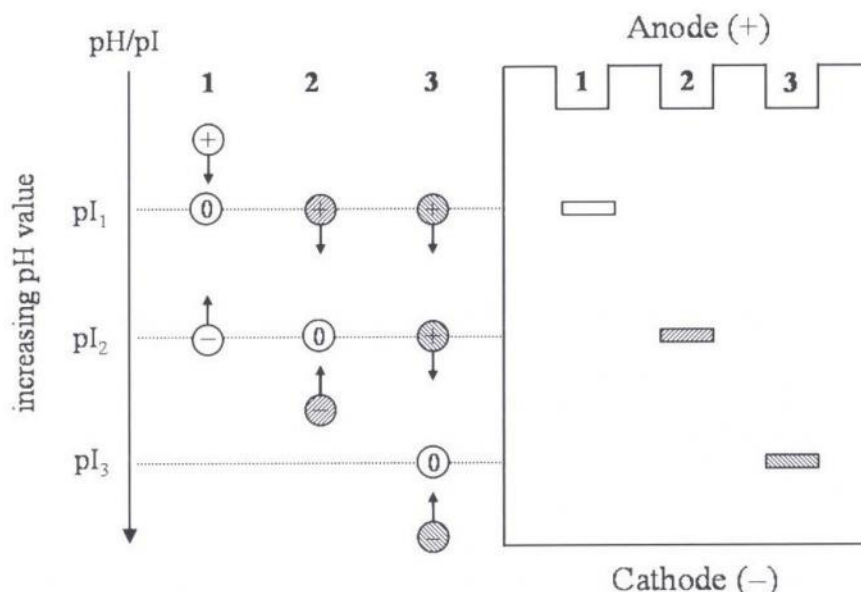 Anode (+)
pH/pI
1 2 3 1 2 3
+
pI₁ 0 + +
increasing pH value
pI₂ − 0 +
−
pI₃ 0
−
Cathode (−)